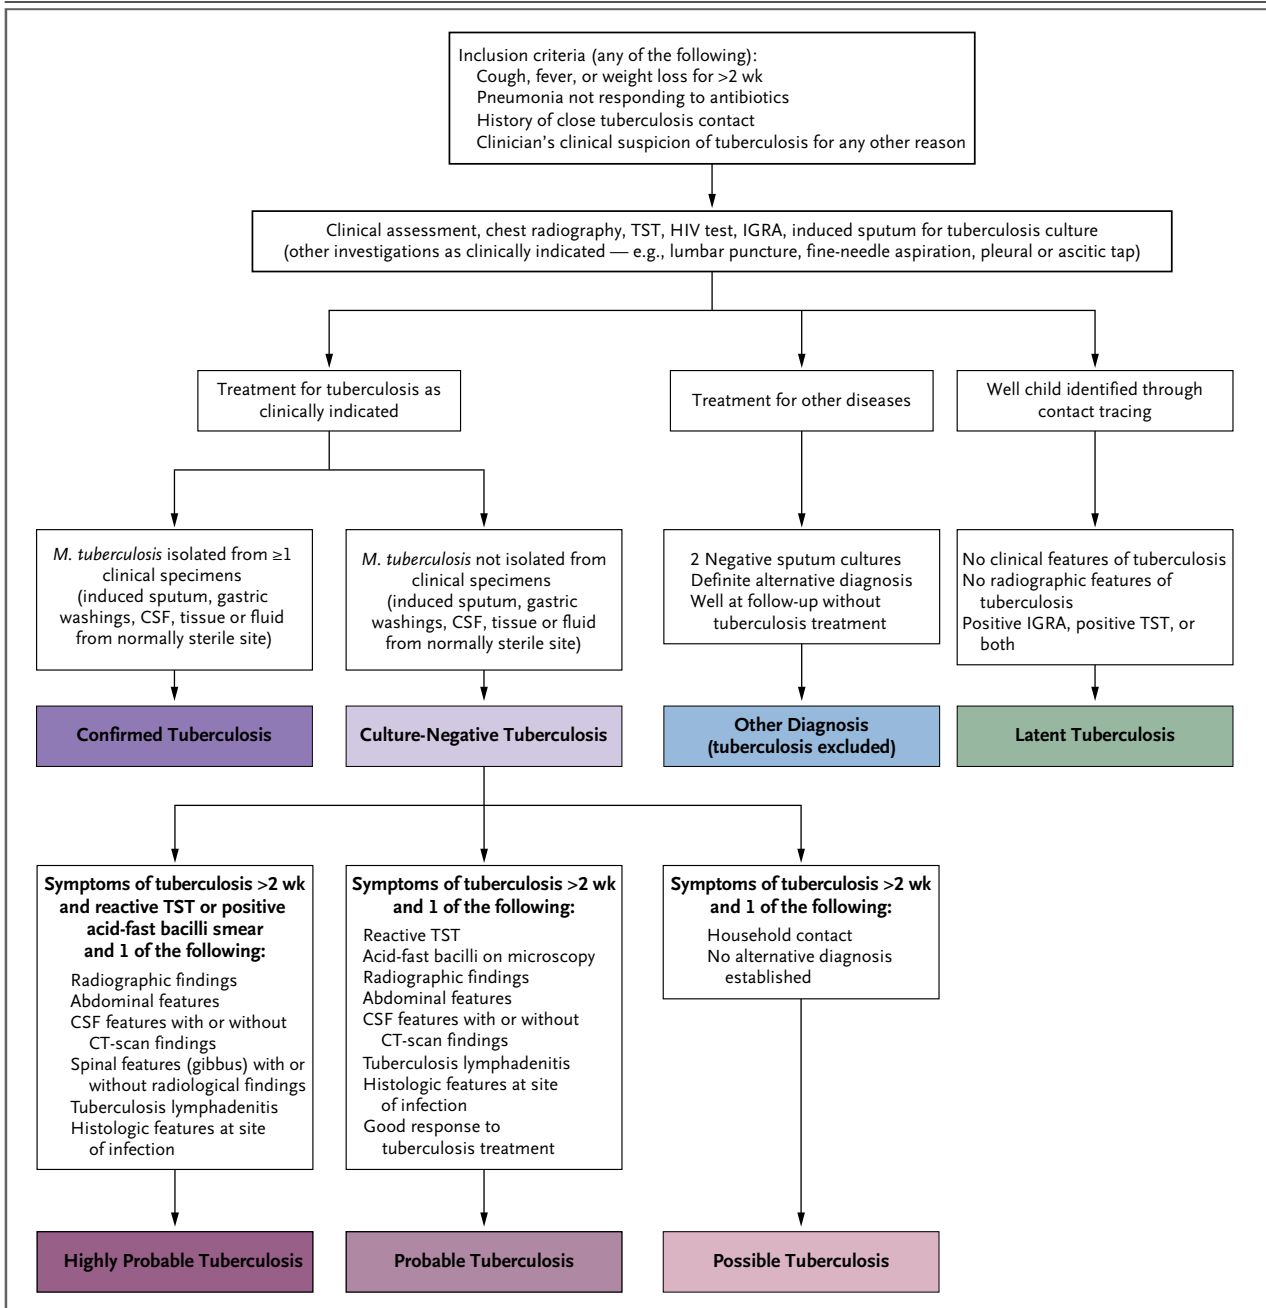 Inclusion criteria (any of the following):
Cough, fever, or weight loss for >2 wk
Pneumonia not responding to antibiotics
History of close tuberculosis contact
Clinician's clinical suspicion of tuberculosis for any other reason
Clinical assessment, chest radiography, TST, HIV test, IGRA, induced sputum for tuberculosis culture
(other investigations as clinically indicated — e.g., lumbar puncture, fine-needle aspiration, pleural or ascitic tap)
Treatment for tuberculosis as
clinically indicated
Treatment for other diseases
Well child identified through
contact tracing
M. tuberculosis isolated from ≥1
clinical specimens
(induced sputum, gastric
washings, CSF, tissue or fluid
from normally sterile site)
M. tuberculosis not isolated from
clinical specimens
(induced sputum, gastric
washings, CSF, tissue or fluid
from normally sterile site)
2 Negative sputum cultures
Definite alternative diagnosis
Well at follow-up without
tuberculosis treatment
No clinical features of tuberculosis
No radiographic features of
tuberculosis
Positive IGRA, positive TST, or
both
Confirmed Tuberculosis
Culture-Negative Tuberculosis
Other Diagnosis
(tuberculosis excluded)
Latent Tuberculosis
Symptoms of tuberculosis >2 wk
and reactive TST or positive
acid-fast bacilli smear
and 1 of the following:
Radiographic findings
Abdominal features
CSF features with or without
CT-scan findings
Spinal features (gibbus) with or
without radiological findings
Tuberculosis lymphadenitis
Histologic features at site
of infection
Symptoms of tuberculosis >2 wk
and 1 of the following:
Reactive TST
Acid-fast bacilli on microscopy
Radiographic findings
Abdominal features
CSF features with or without
CT-scan findings
Tuberculosis lymphadenitis
Histologic features at site
of infection
Good response to
tuberculosis treatment
Symptoms of tuberculosis >2 wk
and 1 of the following:
Household contact
No alternative diagnosis
established
Highly Probable Tuberculosis
Probable Tuberculosis
Possible Tuberculosis